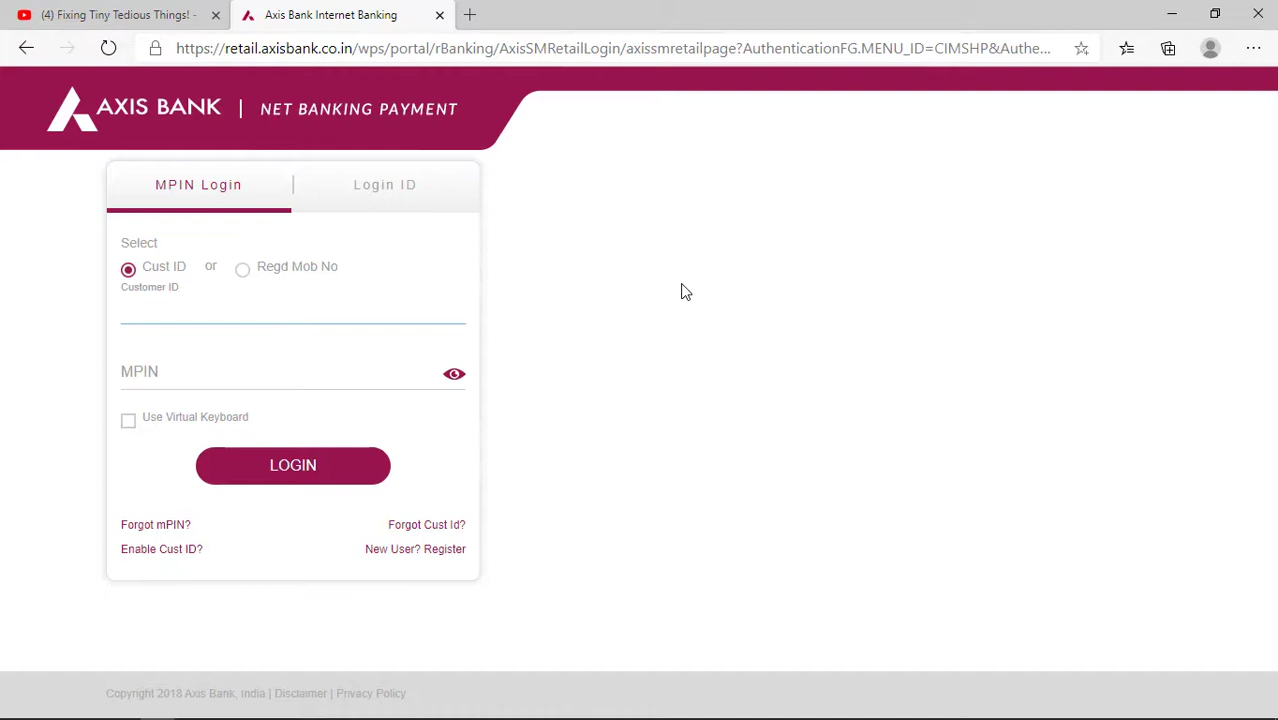 (4) Fixing Tiny Tedious Things! -
Axis Bank Internet Banking
https://retail.axisbank.co.in/wps/portal/rBanking/AxisSMRetailLogin/axissmretailpage?AuthenticationFG.MENU_ID=CIMSHP&Authe...
AXIS BANK | NET BANKING PAYMENT
MPIN Login | Login ID
Select
Cust ID or Regd Mob No
Customer ID
MPIN
Use Virtual Keyboard
LOGIN
Forgot mPIN? Forgot Cust Id?
Enable Cust ID? New User? Register
Copyright 2018 Axis Bank, India | Disclaimer | Privacy Policy